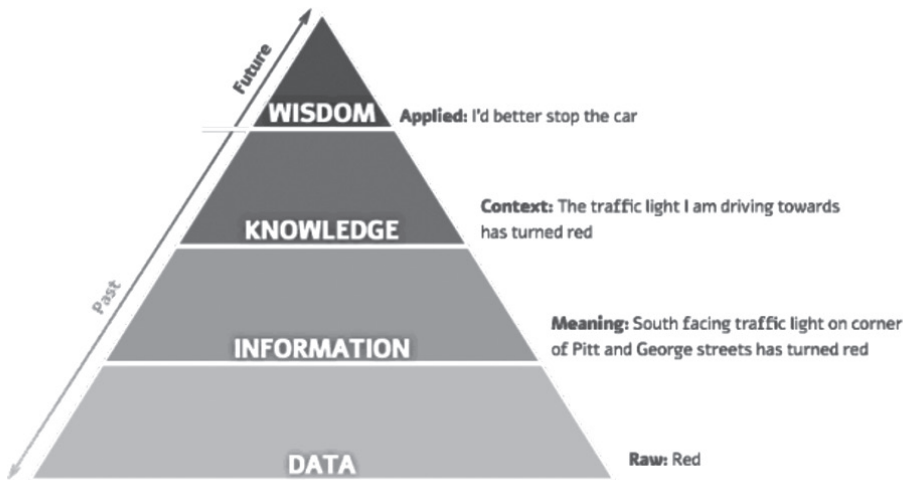 Future
WISDOM
Applied: I'd better stop the car
Context: The traffic light I am driving towards
has turned red
KNOWLEDGE
Past
Meaning: South facing traffic light on corner
of Pitt and George streets has turned red
INFORMATION
Raw: Red
DATA